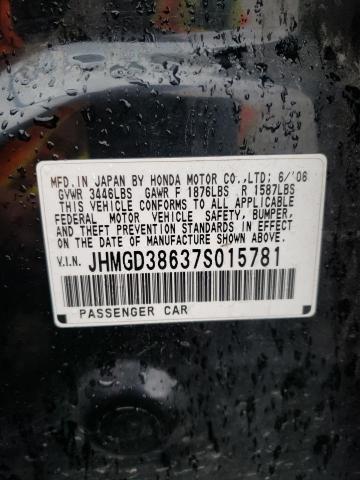 MFD.IN JAPAN BY HONDA MOTOR CO.,LTD; 6/'06
GVWR 3446LBS GAWR F 1876LBS R 1587LBS
THIS VEHICLE CONFORMS TO ALL APPLICABLE
FEDERAL MOTOR VEHICLE SAFETY, BUMPER,
AND THEFT PREVENTION STANDARDS IN EFFECT
ON THE DATE OF MANUFACTURE SHOWN ABOVE.
V.I.N. JHMGD38637S015781
PASSENGER CAR